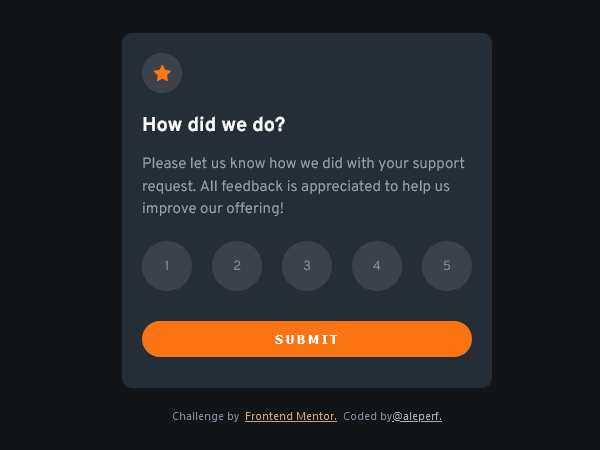 How did we do?
Please let us know how we did with your support
request. All feedback is appreciated to help us
improve our offering!
1 2 3 4 5
SUBMIT
Challenge by Frontend Mentor. Coded by@aleperf.